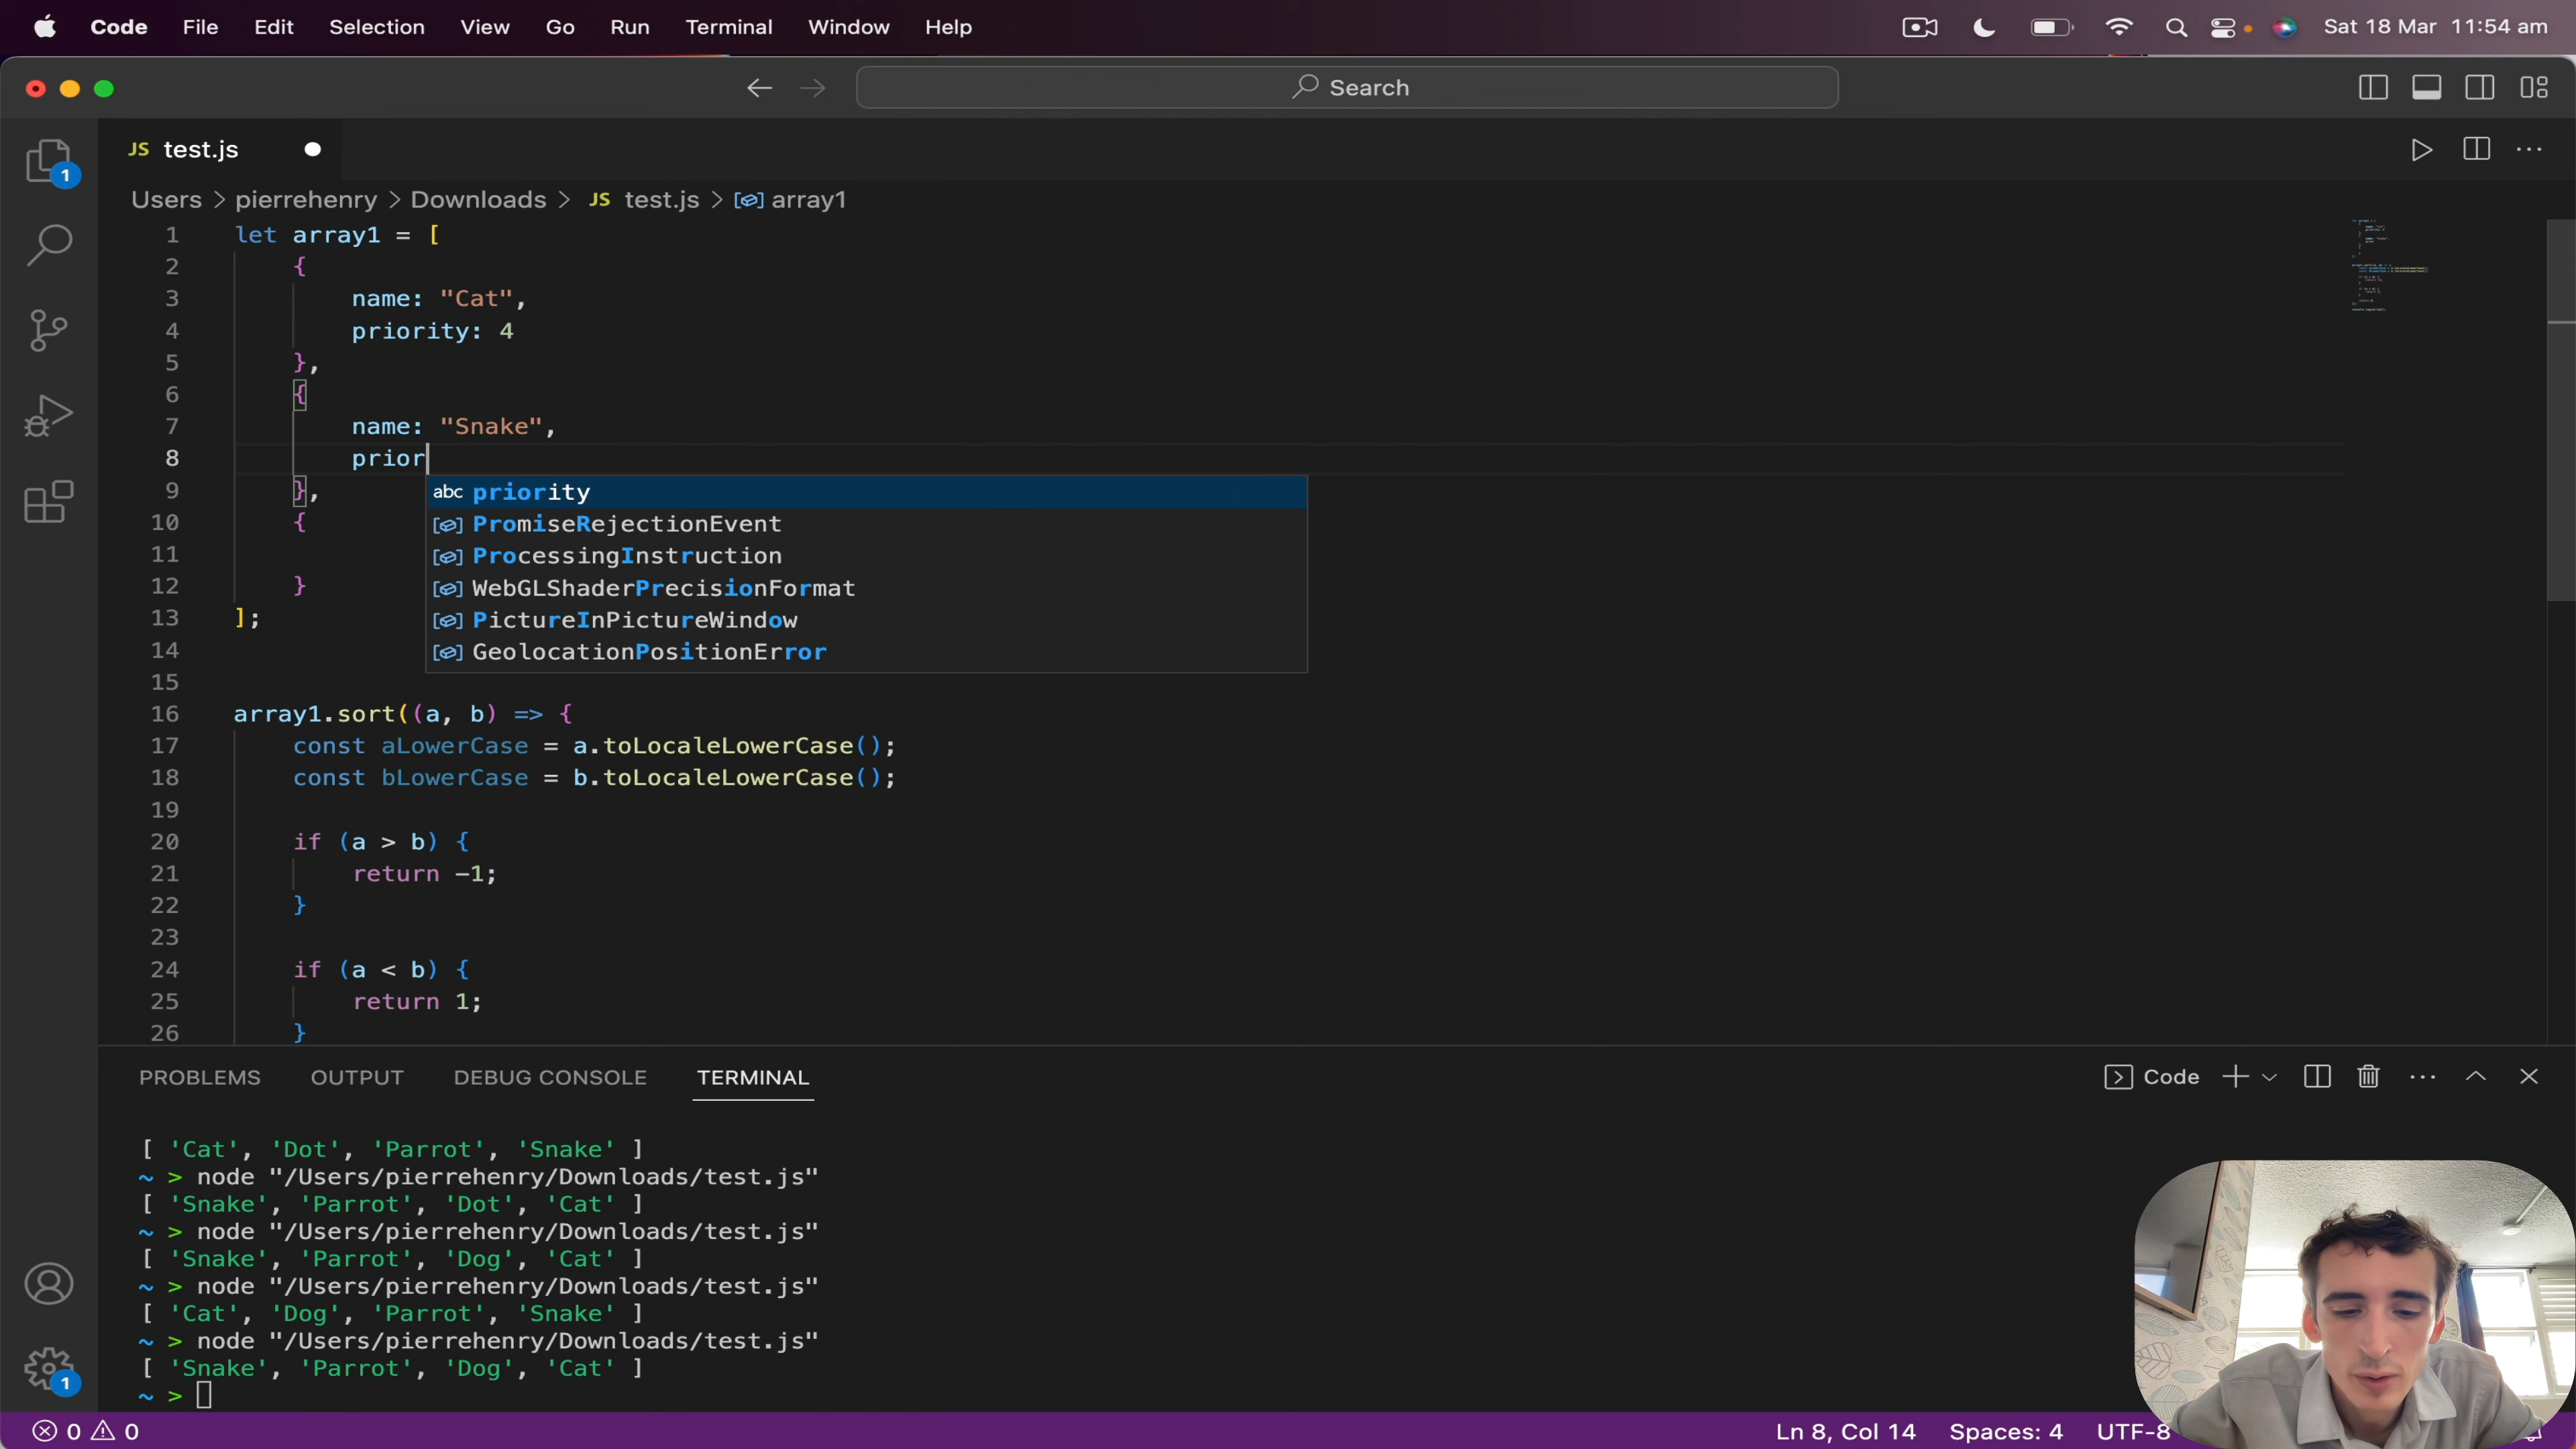 Code File Edit Selection View Go Run Terminal Window Help Sat 18 Mar 11:54 am
Search
JS test.js
1
Users > pierrehenry > Downloads > JS test.js > array1
1 let array1 = [
2 {
3 name: "Cat",
4 priority: 4
5 },
6 {
7 name: "Snake",
8 prior
9 },
abc priority
10 {
PromiseRejectionEvent
11
ProcessingInstruction
12 }
WebGLShaderPrecisionFormat
13 ];
PictureInPictureWindow
14
GeolocationPositionError
15
16 array1.sort((a, b) => {
17 const aLowerCase = a.toLocaleLowerCase();
18 const bLowerCase = b.toLocaleLowerCase();
19
20 if (a > b) {
21 return -1;
22 }
23
24 if (a < b) {
25 return 1;
26 }
PROBLEMS OUTPUT DEBUG CONSOLE TERMINAL Code
[ 'Cat', 'Dot', 'Parrot', 'Snake' ]
~ > node "/Users/pierrehenry/Downloads/test.js"
[ 'Snake', 'Parrot', 'Dot', 'Cat' ]
~ > node "/Users/pierrehenry/Downloads/test.js"
[ 'Snake', 'Parrot', 'Dog', 'Cat' ]
~ > node "/Users/pierrehenry/Downloads/test.js"
[ 'Cat', 'Dog', 'Parrot', 'Snake' ]
~ > node "/Users/pierrehenry/Downloads/test.js"
[ 'Snake', 'Parrot', 'Dog', 'Cat' ]
~ >
1
0 0 Ln 8, Col 14 Spaces: 4 UTF-8